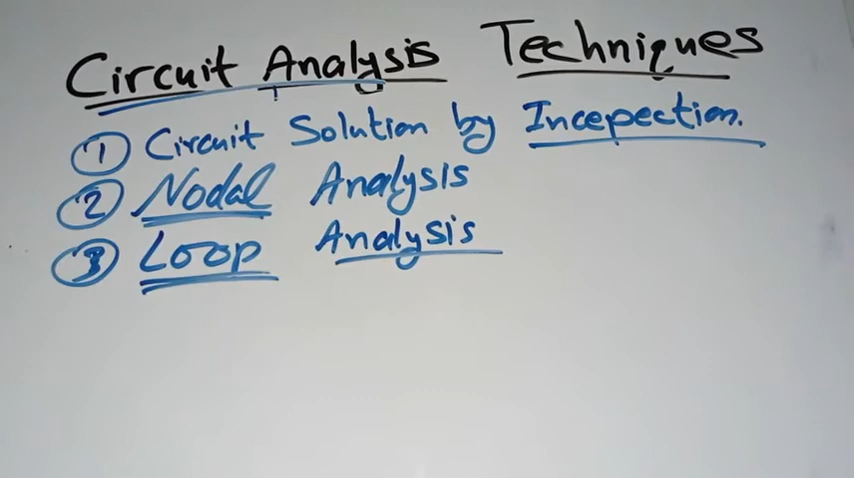 Circuit Analysis Techniques
① Circuit Solution by Incepection.
② Nodal Analysis
③ Loop Analysis